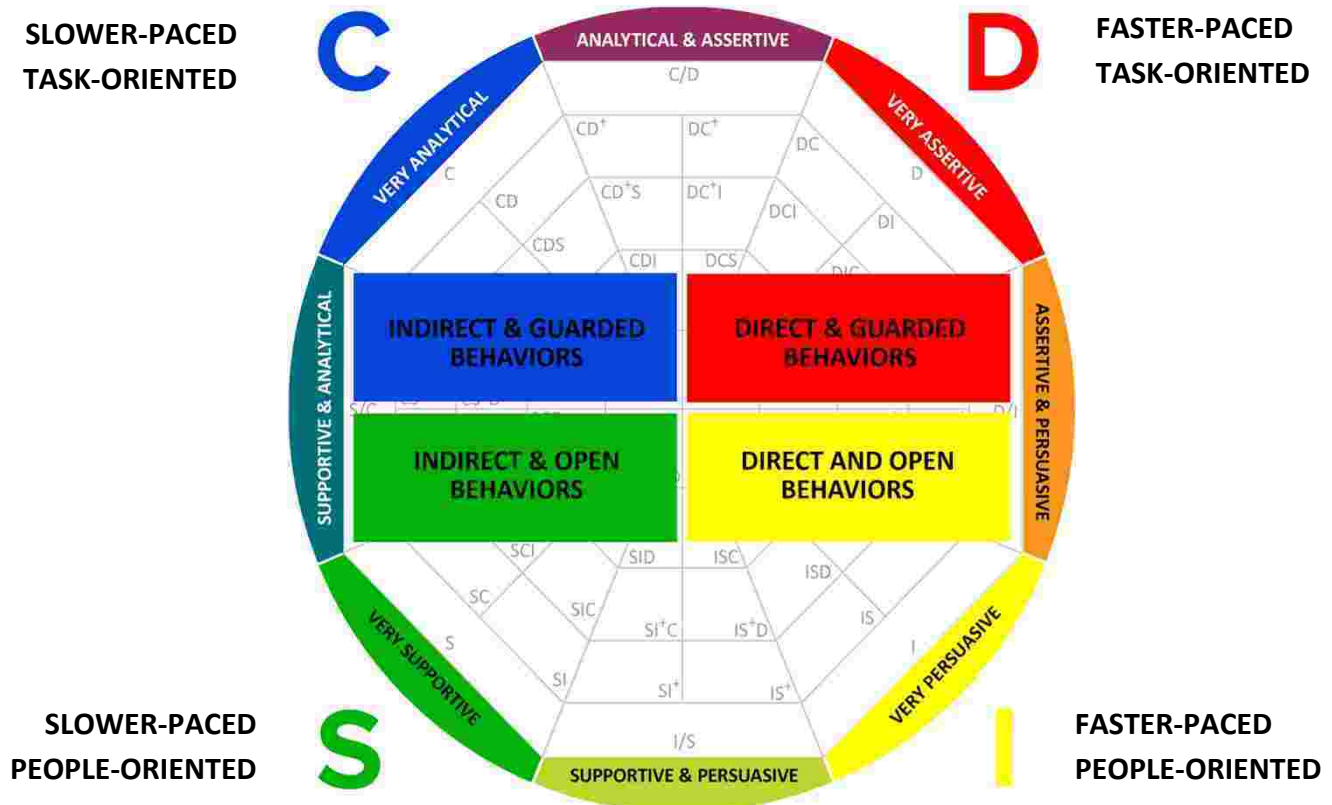 SLOWER-PACED
TASK-ORIENTED
C
D
FASTER-PACED
TASK-ORIENTED
ANALYTICAL & ASSERTIVE
VERY ANALYTICAL
VERY ASSERTIVE
C/D
CD⁺
DC⁺
DC
C
D
CD⁺S
DC⁺I
CD
DCI
DI
CDS
CDI
DCS
DIC
SUPPORTIVE & ANALYTICAL
INDIRECT & GUARDED
BEHAVIORS
DIRECT & GUARDED
BEHAVIORS
ASSERTIVE & PERSUASIVE
S/C
D/I
INDIRECT & OPEN
BEHAVIORS
DIRECT AND OPEN
BEHAVIORS
SCI
SID
ISC
ISD
SC
SIC
IS
SI⁺C
IS⁺D
S
I
SI
SI⁺
IS⁺
VERY SUPPORTIVE
VERY PERSUASIVE
I/S
SUPPORTIVE & PERSUASIVE
SLOWER-PACED
PEOPLE-ORIENTED
S
I
FASTER-PACED
PEOPLE-ORIENTED